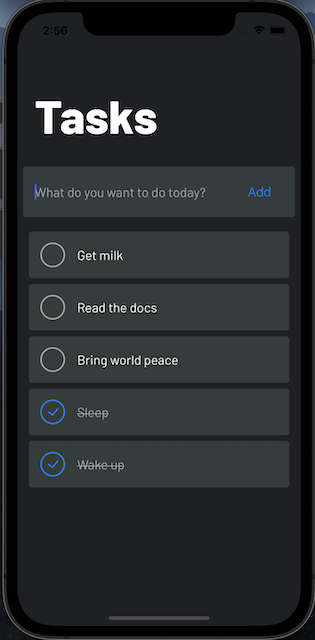 2:56
Tasks
What do you want to do today? Add
Get milk
Read the docs
Bring world peace
Sleep
Wake up